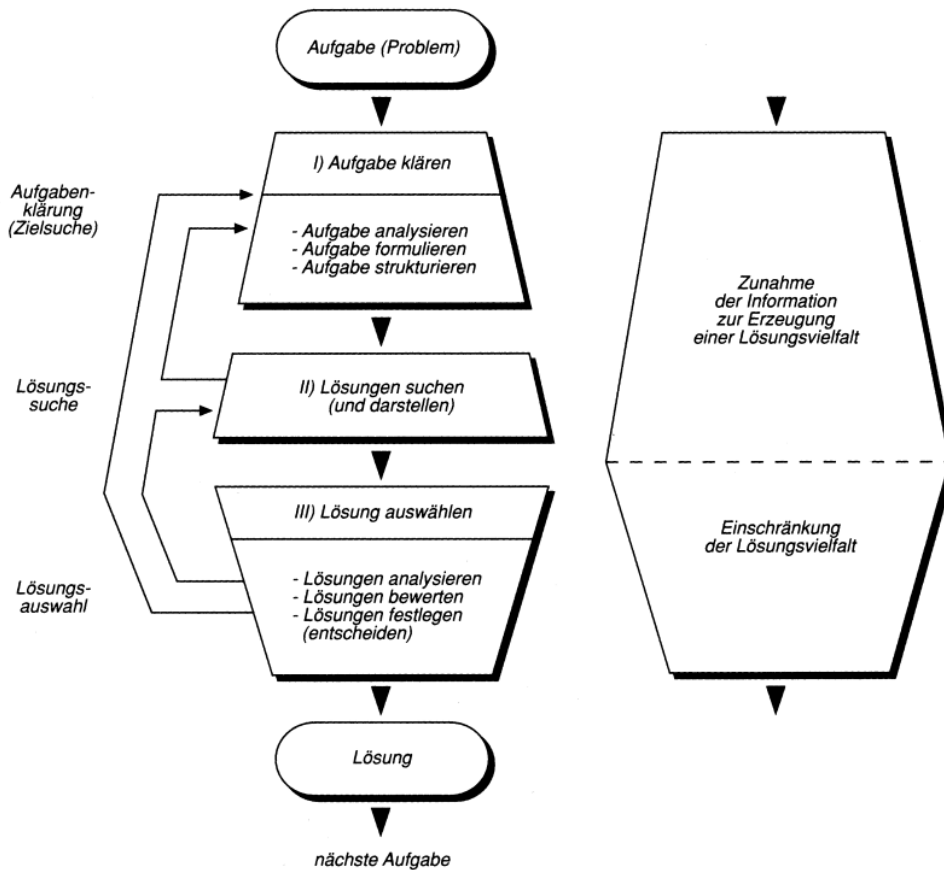 Aufgabe (Problem)
I) Aufgabe klären
- Aufgabe analysieren
- Aufgabe formulieren
- Aufgabe strukturieren
II) Lösungen suchen
(und darstellen)
III) Lösung auswählen
- Lösungen analysieren
- Lösungen bewerten
- Lösungen festlegen
(entscheiden)
Lösung
nächste Aufgabe
Aufgaben-
klärung
(Zielsuche)
Lösungs-
suche
Lösungs-
auswahl
Zunahme
der Information
zur Erzeugung
einer Lösungsvielfalt
Einschränkung
der Lösungsvielfalt